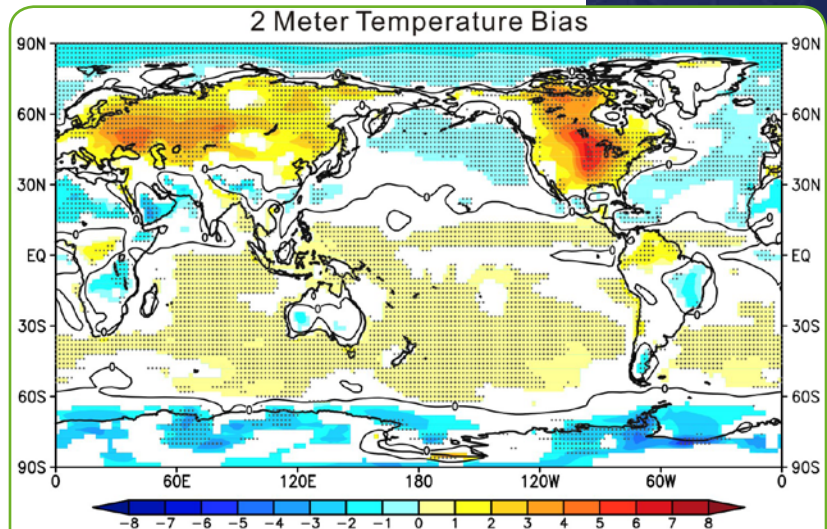 2 Meter Temperature Bias
90N 90N
60N 60N
30N 30N
EQ EQ
30S 30S
60S 60S
90S 90S
0 60E 120E 180 120W 60W 0
-8 -7 -6 -5 -4 -3 -2 -1 0 1 2 3 4 5 6 7 8